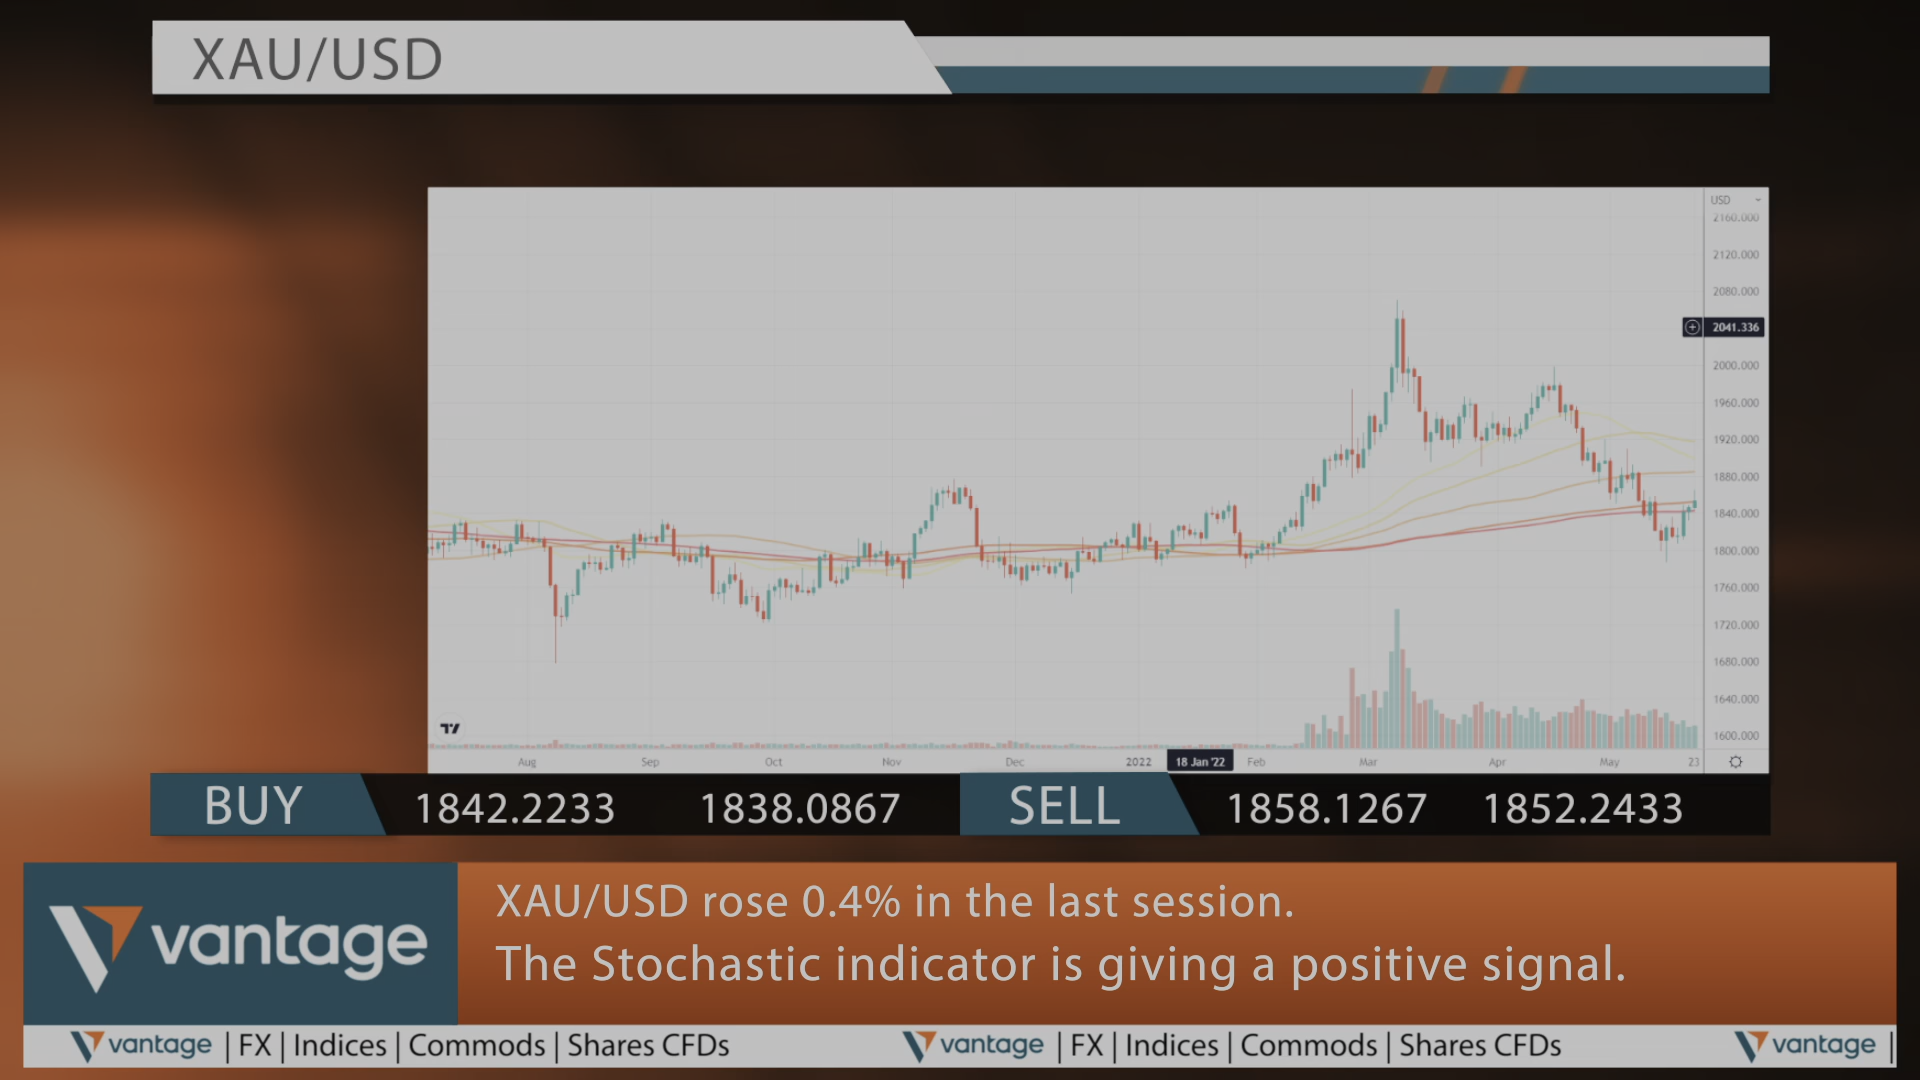 XAU/USD
USD
2160.000
2120.000
2080.000
2041.336
2000.000
1960.000
1920.000
1880.000
1840.000
1800.000
1760.000
1720.000
1680.000
1640.000
1600.000
Aug Sep Oct Nov Dec 2022 18 Jan '22 Feb Mar Apr May 23
BUY 1842.2233 1838.0867 SELL 1858.1267 1852.2433
vantage
XAU/USD rose 0.4% in the last session.
The Stochastic indicator is giving a positive signal.
vantage | FX | Indices | Commods | Shares CFDs vantage | FX | Indices | Commods | Shares CFDs vantage |